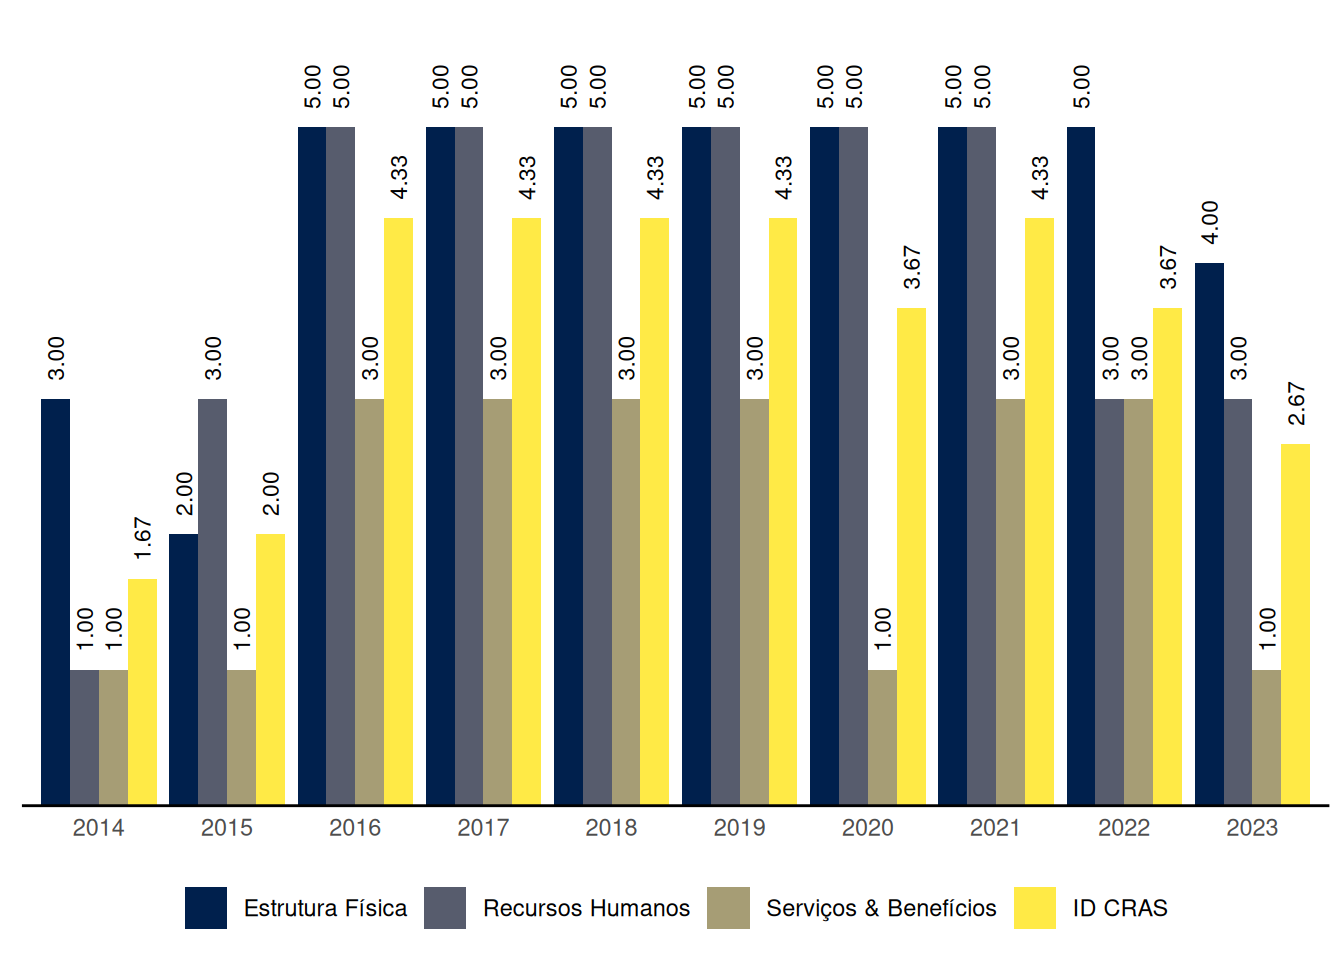 5.00 5.00 5.00 5.00 5.00 5.00 5.00 5.00 5.00 5.00 5.00 5.00 5.00
4.33 4.33 4.33 4.33 4.33
4.00
3.67 3.67
3.00 3.00 3.00 3.00 3.00 3.00 3.00 3.00 3.00 3.00
2.67
2.00 2.00
1.67
1.00 1.00 1.00 1.00 1.00
2014 2015 2016 2017 2018 2019 2020 2021 2022 2023
Estrutura Física Recursos Humanos Serviços & Benefícios ID CRAS